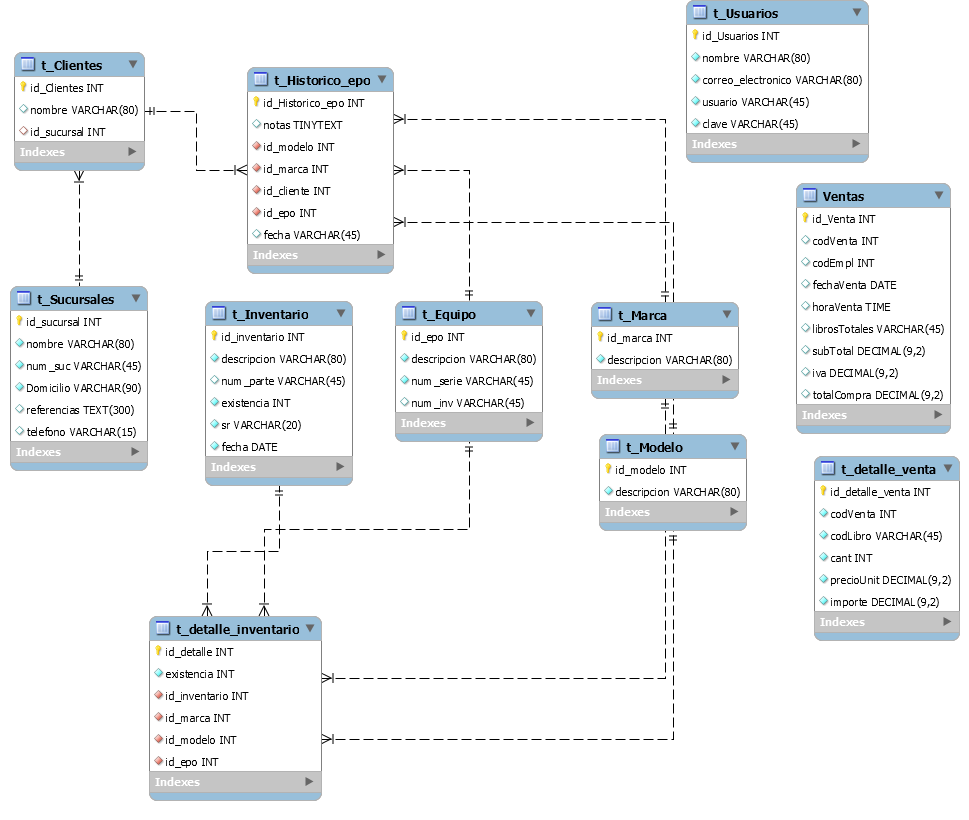 t_Usuarios
id_Usuarios INT
nombre VARCHAR(80)
correo_electronico VARCHAR(80)
usuario VARCHAR(45)
clave VARCHAR(45)
Indexes
t_Clientes
id_Clientes INT
nombre VARCHAR(80)
id_sucursal INT
Indexes
t_Historico_epo
id_Historico_epo INT
notas TINYTEXT
id_modelo INT
id_marca INT
id_cliente INT
id_epo INT
fecha VARCHAR(45)
Indexes
Ventas
id_Venta INT
codVenta INT
codEmpl INT
fechaVenta DATE
horaVenta TIME
librosTotales VARCHAR(45)
subTotal DECIMAL(9,2)
iva DECIMAL(9,2)
totalCompra DECIMAL(9,2)
Indexes
t_Sucursales
id_sucursal INT
nombre VARCHAR(80)
num_suc VARCHAR(45)
Domicilio VARCHAR(90)
referencias TEXT(300)
telefono VARCHAR(15)
Indexes
t_Inventario
id_inventario INT
descripcion VARCHAR(80)
num_parte VARCHAR(45)
existencia INT
sr VARCHAR(20)
fecha DATE
Indexes
t_Equipo
id_epo INT
descripcion VARCHAR(80)
num_serie VARCHAR(45)
num_inv VARCHAR(45)
Indexes
t_Marca
id_marca INT
descripcion VARCHAR(80)
Indexes
t_Modelo
id_modelo INT
descripcion VARCHAR(80)
Indexes
t_detalle_venta
id_detalle_venta INT
codVenta INT
codLibro VARCHAR(45)
cant INT
precioUnit DECIMAL(9,2)
importe DECIMAL(9,2)
Indexes
t_detalle_inventario
id_detalle INT
existencia INT
id_inventario INT
id_marca INT
id_modelo INT
id_epo INT
Indexes